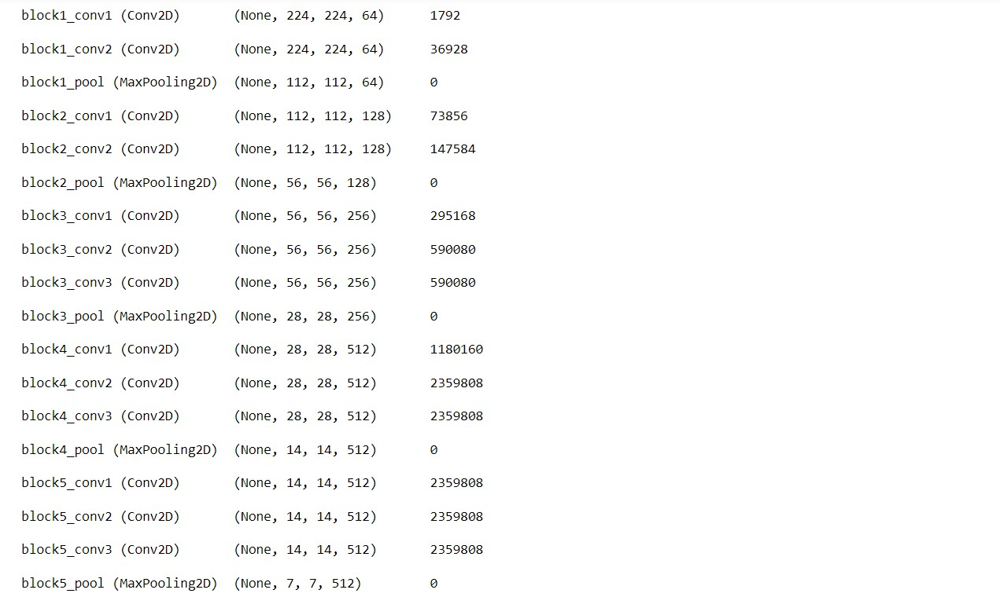 block1_conv1 (Conv2D) (None, 224, 224, 64) 1792
block1_conv2 (Conv2D) (None, 224, 224, 64) 36928
block1_pool (MaxPooling2D) (None, 112, 112, 64) 0
block2_conv1 (Conv2D) (None, 112, 112, 128) 73856
block2_conv2 (Conv2D) (None, 112, 112, 128) 147584
block2_pool (MaxPooling2D) (None, 56, 56, 128) 0
block3_conv1 (Conv2D) (None, 56, 56, 256) 295168
block3_conv2 (Conv2D) (None, 56, 56, 256) 590080
block3_conv3 (Conv2D) (None, 56, 56, 256) 590080
block3_pool (MaxPooling2D) (None, 28, 28, 256) 0
block4_conv1 (Conv2D) (None, 28, 28, 512) 1180160
block4_conv2 (Conv2D) (None, 28, 28, 512) 2359808
block4_conv3 (Conv2D) (None, 28, 28, 512) 2359808
block4_pool (MaxPooling2D) (None, 14, 14, 512) 0
block5_conv1 (Conv2D) (None, 14, 14, 512) 2359808
block5_conv2 (Conv2D) (None, 14, 14, 512) 2359808
block5_conv3 (Conv2D) (None, 14, 14, 512) 2359808
block5_pool (MaxPooling2D) (None, 7, 7, 512) 0